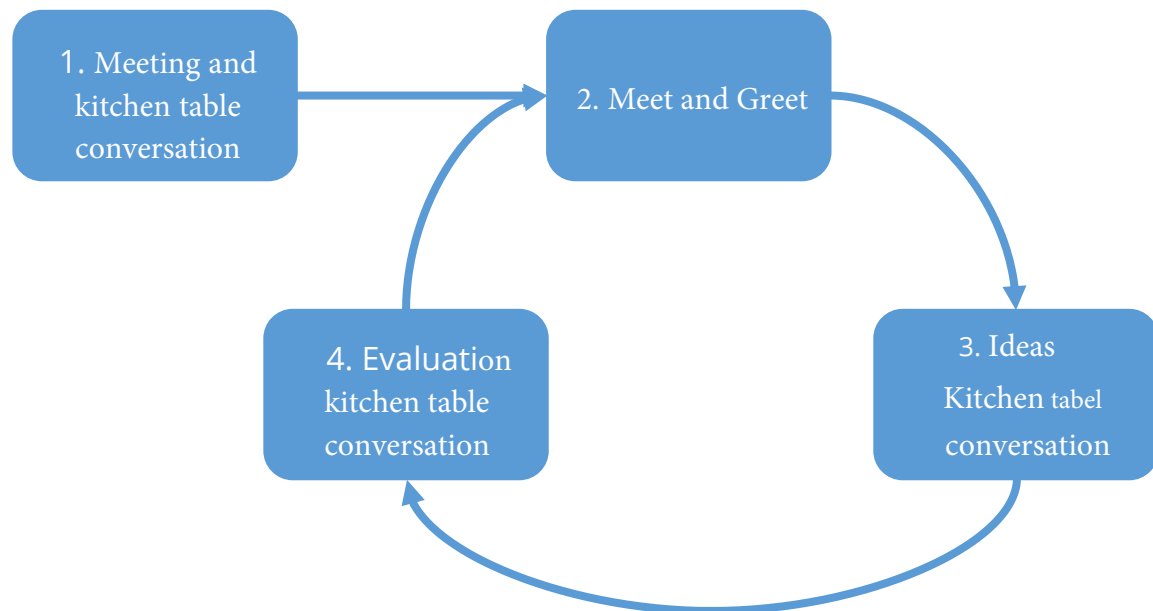 1. Meeting and
kitchen table
conversation
2. Meet and Greet
3. Ideas
Kitchen tabel
conversation
4. Evaluation
kitchen table
conversation